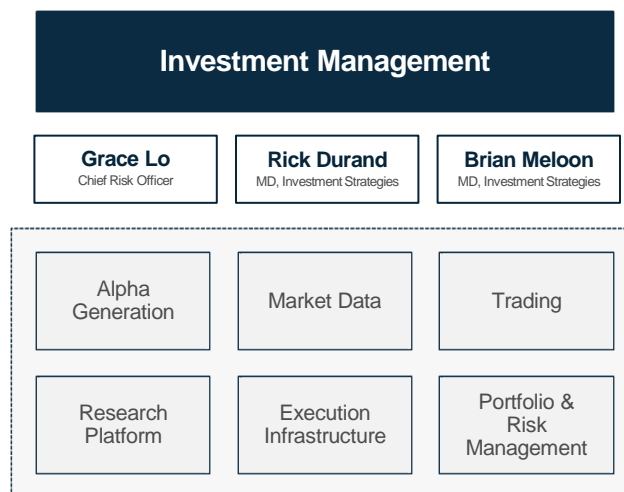 Investment Management
Grace Lo
Chief Risk Officer
Rick Durand
MD, Investment Strategies
Brian Meloon
MD, Investment Strategies
Alpha
Generation
Market Data
Trading
Research
Platform
Execution
Infrastructure
Portfolio &
Risk
Management